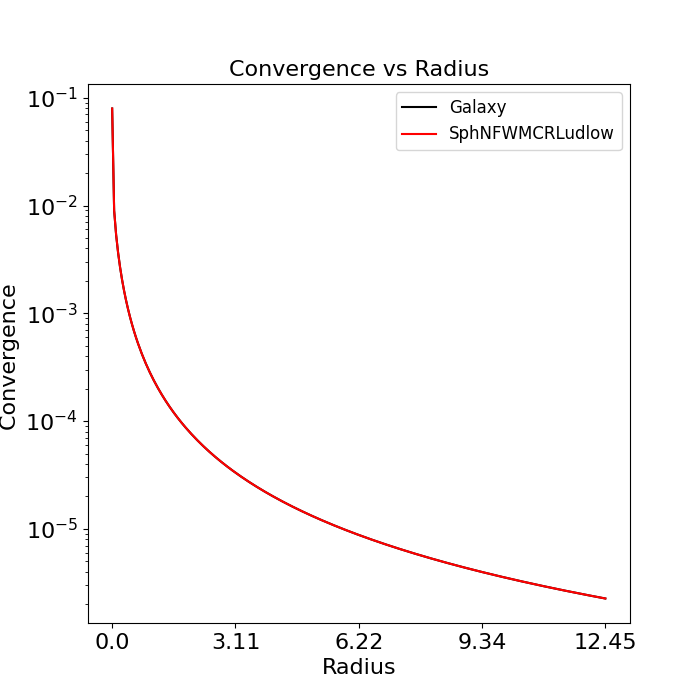 Convergence vs Radius
Galaxy
SphNFWMCRLudlow
Convergence
10⁻¹
10⁻²
10⁻³
10⁻⁴
10⁻⁵
0.0 3.11 6.22 9.34 12.45
Radius